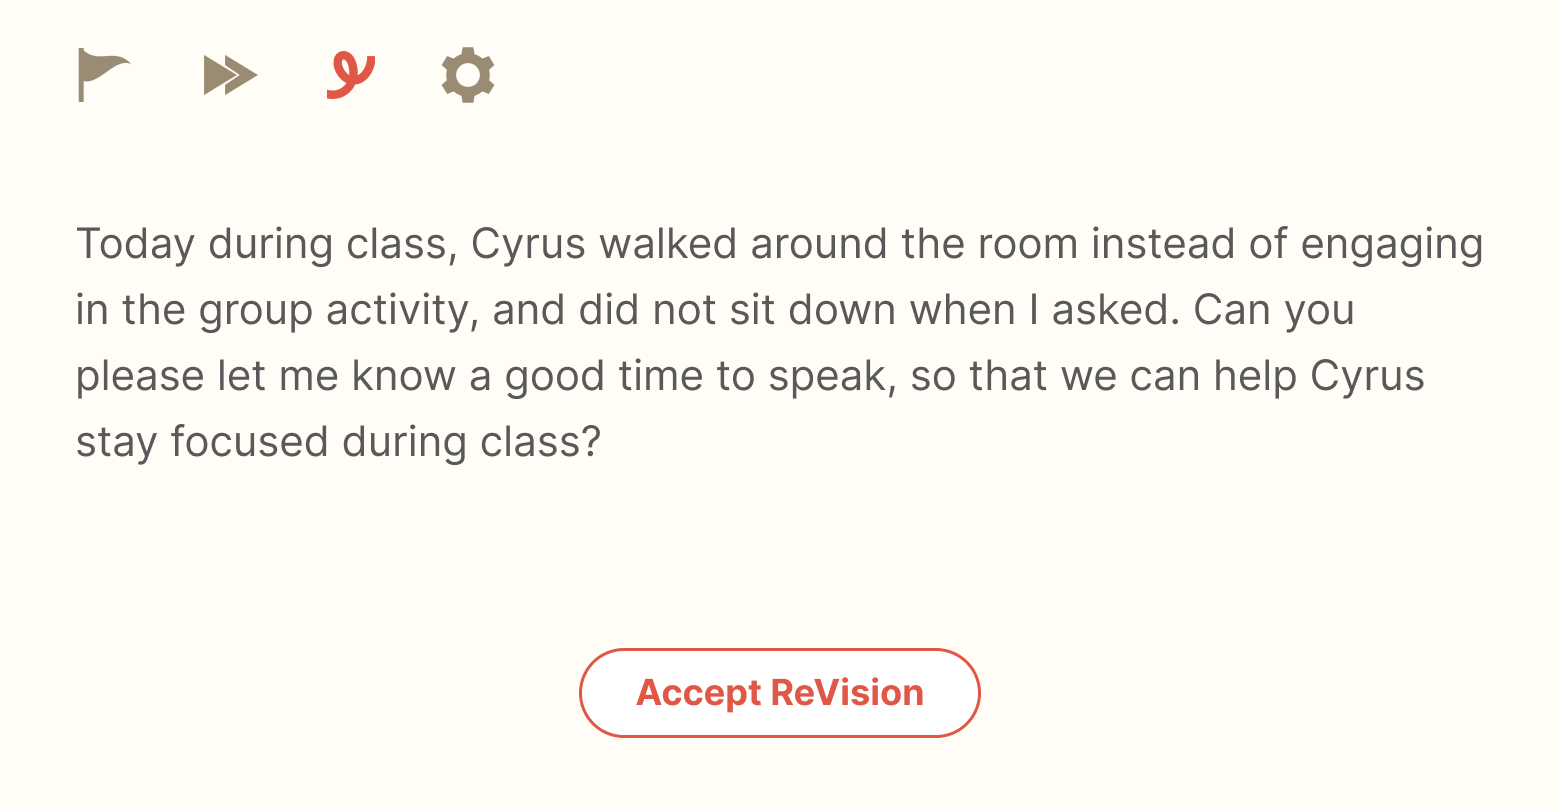 Today during class, Cyrus walked around the room instead of engaging
in the group activity, and did not sit down when I asked. Can you
please let me know a good time to speak, so that we can help Cyrus
stay focused during class?
Accept ReVision